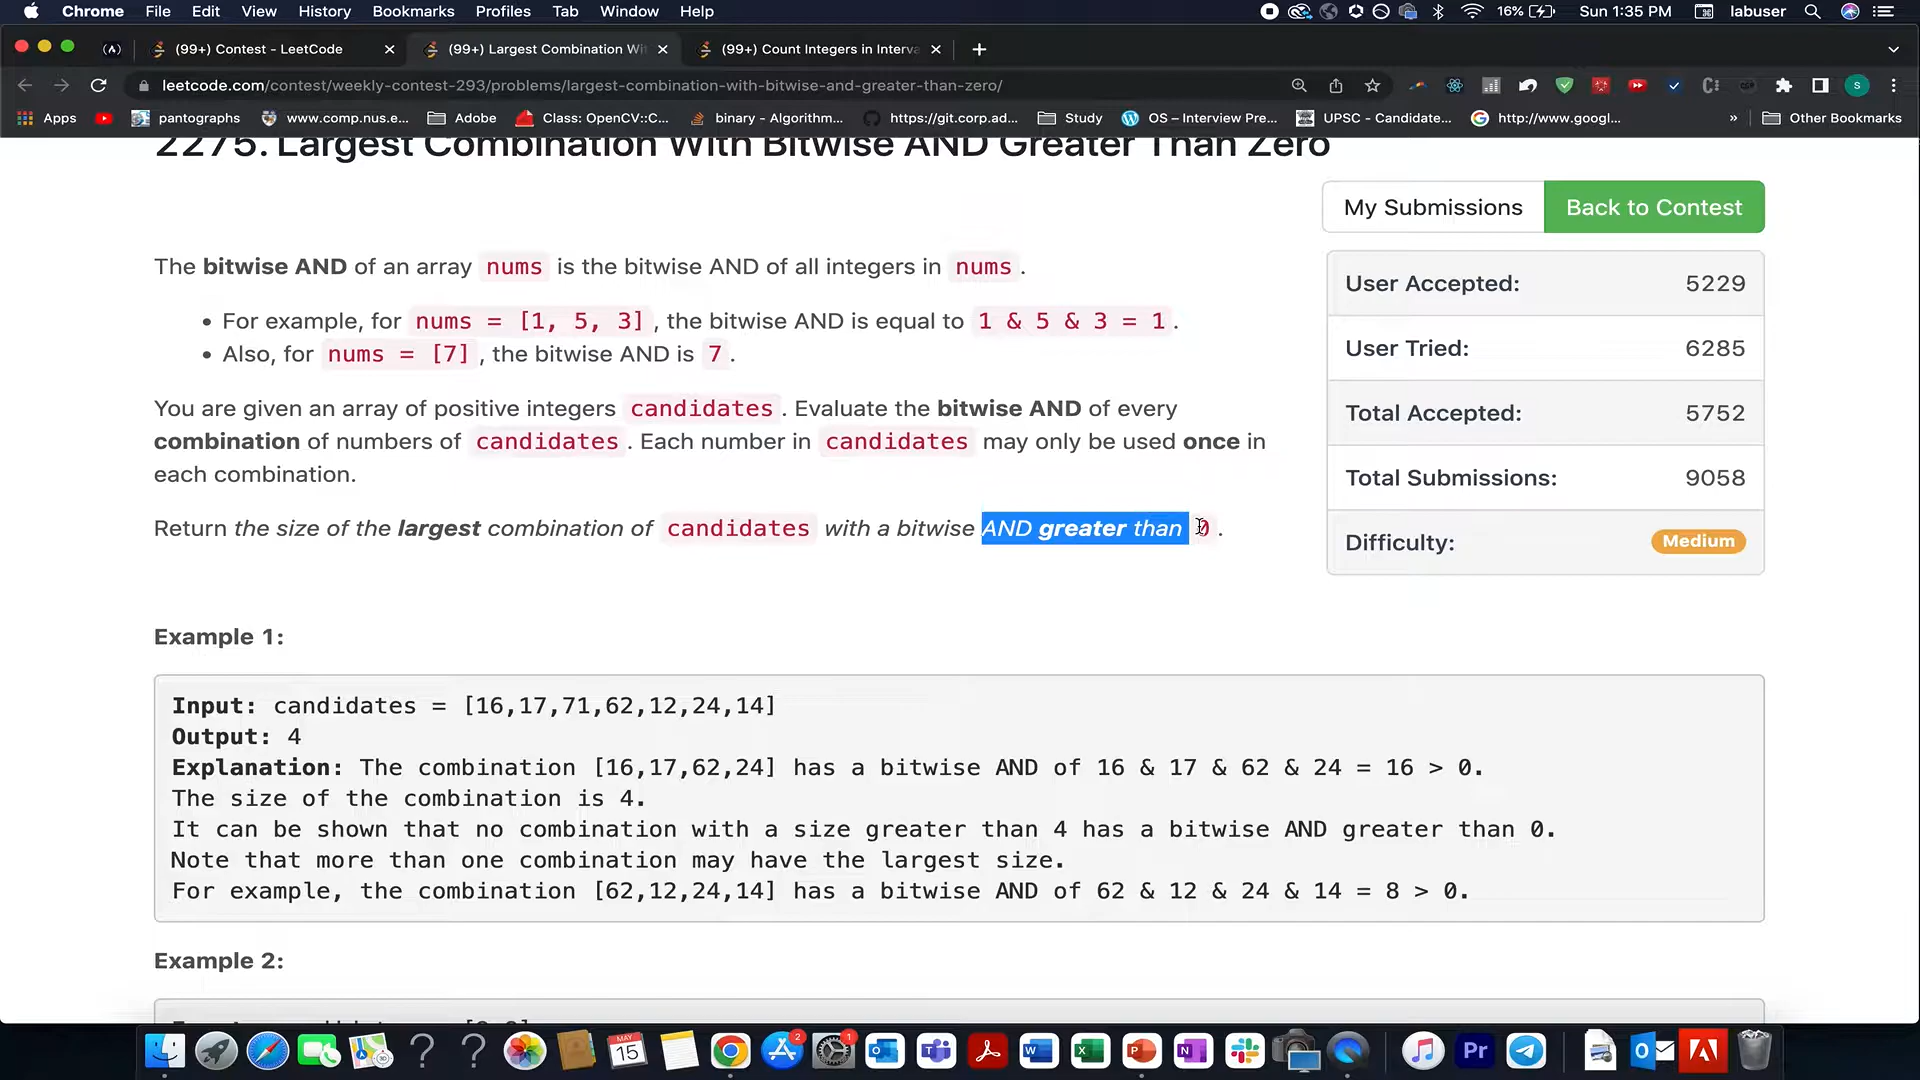 Chrome File Edit View History Bookmarks Profiles Tab Window Help 16% Sun 1:35 PM labuser
(99+) Contest - LeetCode (99+) Largest Combination Wi (99+) Count Integers in Interva
leetcode.com/contest/weekly-contest-293/problems/largest-combination-with-bitwise-and-greater-than-zero/
Apps pantographs www.comp.nus.e... Adobe Class: OpenCV::C... binary - Algorithm... https://git.corp.ad... Study OS – Interview Pre... UPSC - Candidate... http://www.googl... » Other Bookmarks
2275. Largest Combination With Bitwise AND Greater Than Zero
My Submissions Back to Contest
The bitwise AND of an array nums is the bitwise AND of all integers in nums.
• For example, for nums = [1, 5, 3], the bitwise AND is equal to 1 & 5 & 3 = 1.
• Also, for nums = [7], the bitwise AND is 7.
You are given an array of positive integers candidates. Evaluate the bitwise AND of every
combination of numbers of candidates. Each number in candidates may only be used once in
each combination.
Return the size of the largest combination of candidates with a bitwise AND greater than 0.
User Accepted: 5229
User Tried: 6285
Total Accepted: 5752
Total Submissions: 9058
Difficulty: Medium
Example 1:
Input: candidates = [16,17,71,62,12,24,14]
Output: 4
Explanation: The combination [16,17,62,24] has a bitwise AND of 16 & 17 & 62 & 24 = 16 > 0.
The size of the combination is 4.
It can be shown that no combination with a size greater than 4 has a bitwise AND greater than 0.
Note that more than one combination may have the largest size.
For example, the combination [62,12,24,14] has a bitwise AND of 62 & 12 & 24 & 14 = 8 > 0.
Example 2:
MAY
15
2
1
Pr